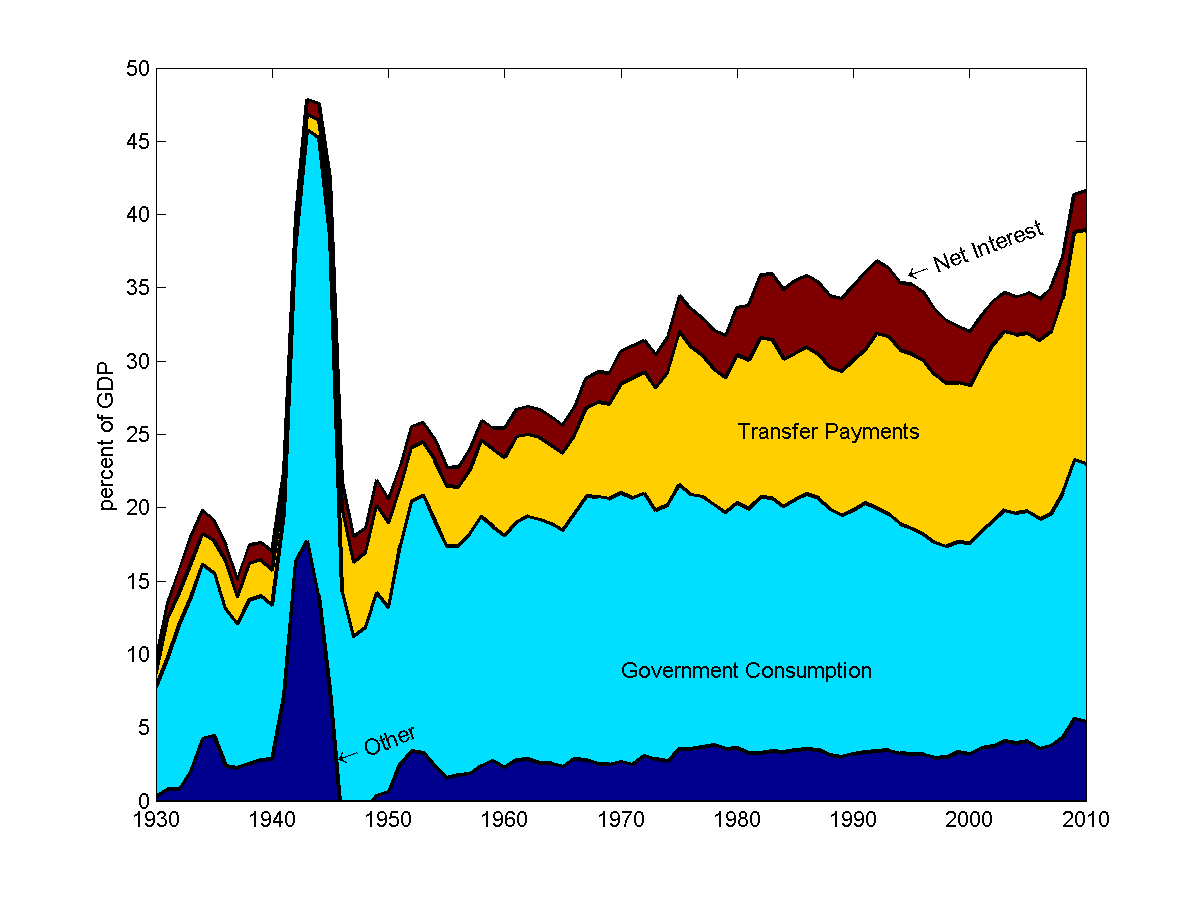 50
45
40
35
30
25
20
15
10
5
0
percent of GDP
← Net Interest
Transfer Payments
Government Consumption
← Other
1930 1940 1950 1960 1970 1980 1990 2000 2010